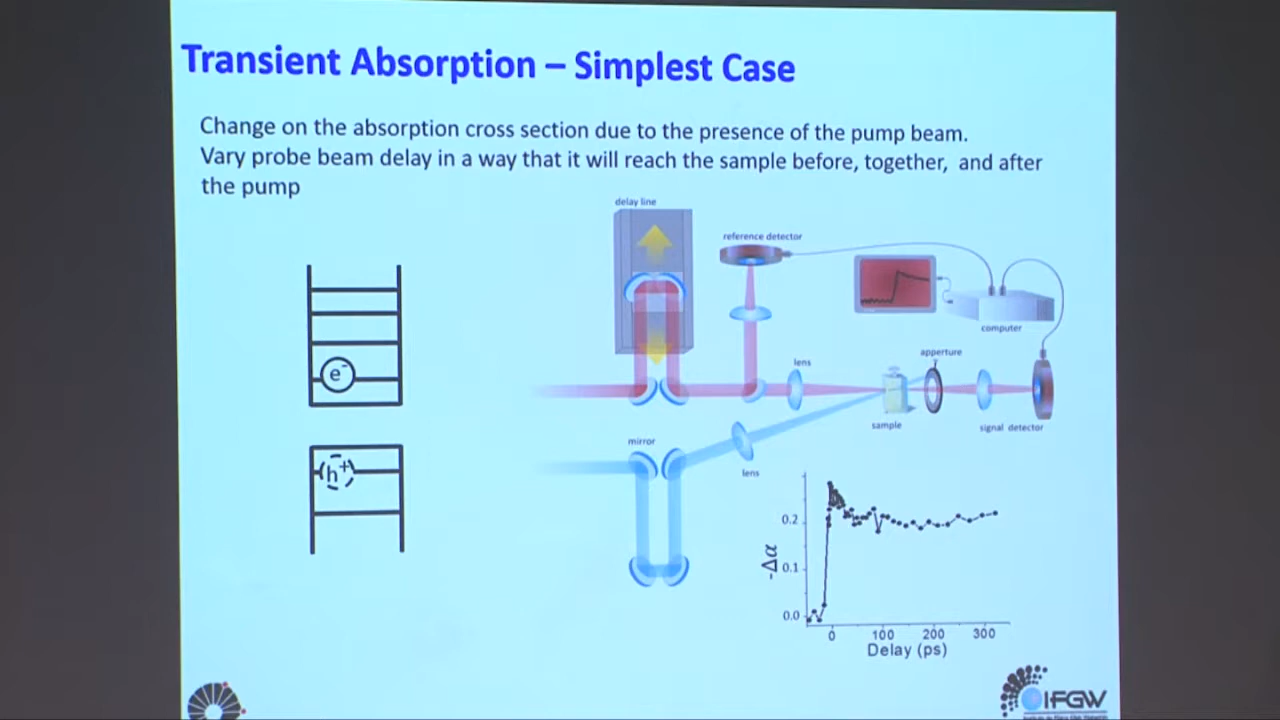 Transient Absorption – Simplest Case
Change on the absorption cross section due to the presence of the pump beam.
Vary probe beam delay in a way that it will reach the sample before, together, and after
the pump
delay line
reference detector
computer
lens
apperture
sample
signal detector
mirror
lens
e-
h+
-Δα
0.2
0.1
0.0
0
100
200
300
Delay (ps)
IFGW